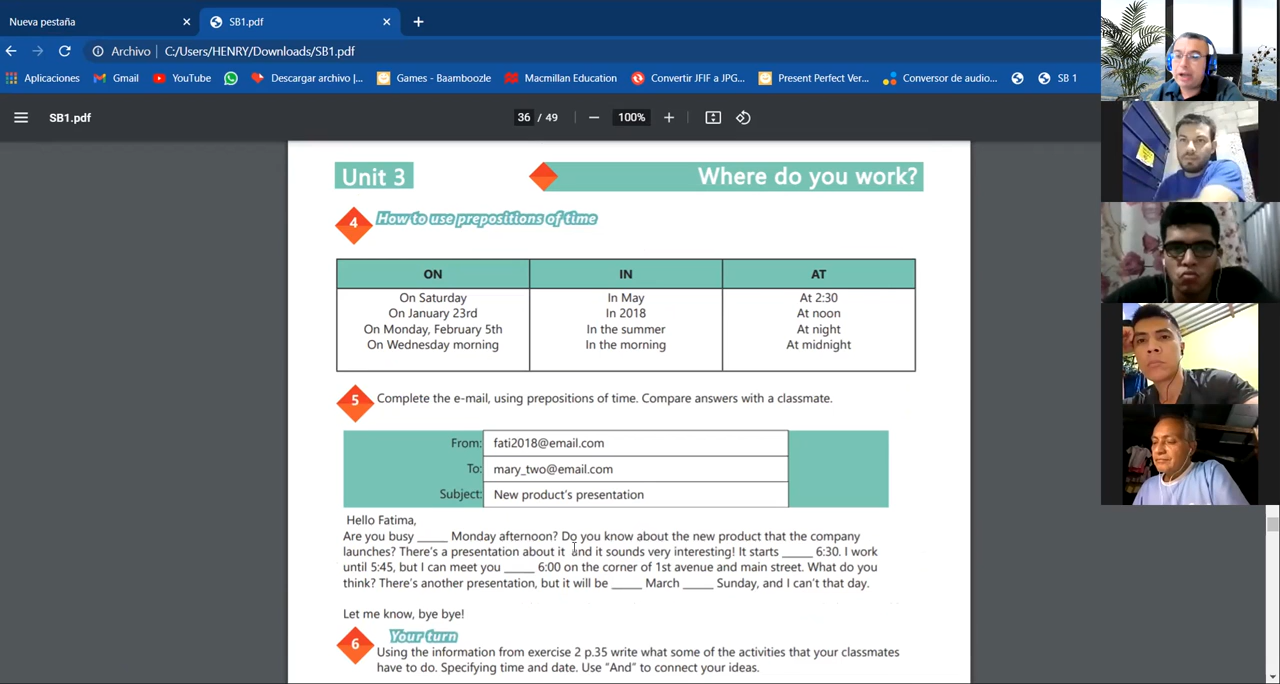 Nueva pestaña
SB1.pdf
Archivo C:/Users/HENRY/Downloads/SB1.pdf
Aplicaciones Gmail YouTube Descargar archivo |... Games - Baamboozle Macmillan Education Convertir JFIF a JPG... Present Perfect Ver... Conversor de audio... SB 1
SB1.pdf
36 / 49
100%
Unit 3
Where do you work?
4 How to use prepositions of time
ON IN AT
On Saturday In May At 2:30
On January 23rd In 2018 At noon
On Monday, February 5th In the summer At night
On Wednesday morning In the morning At midnight
5 Complete the e-mail, using prepositions of time. Compare answers with a classmate.
From: fati2018@email.com
To: mary_two@email.com
Subject: New product's presentation
Hello Fatima,
Are you busy _____ Monday afternoon? Do you know about the new product that the company
launches? There's a presentation about it and it sounds very interesting! It starts _____ 6:30. I work
until 5:45, but I can meet you _____ 6:00 on the corner of 1st avenue and main street. What do you
think? There's another presentation, but it will be _____ March _____ Sunday, and I can't that day.
Let me know, bye bye!
6 Your turn
Using the information from exercise 2 p.35 write what some of the activities that your classmates
have to do. Specifying time and date. Use "And" to connect your ideas.